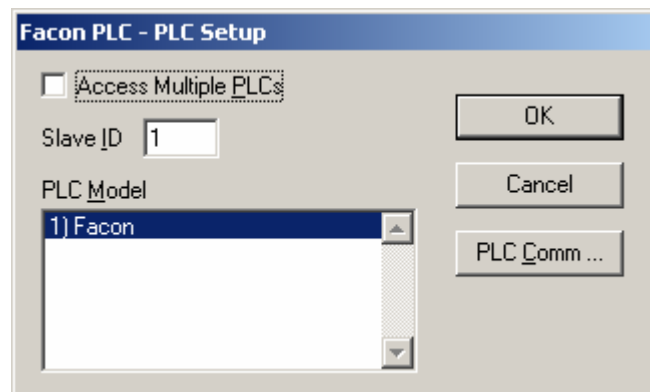 Facon PLC - PLC Setup
Access Multiple PLCs
Slave ID 1
PLC Model
1) Facon
OK
Cancel
PLC Comm ...